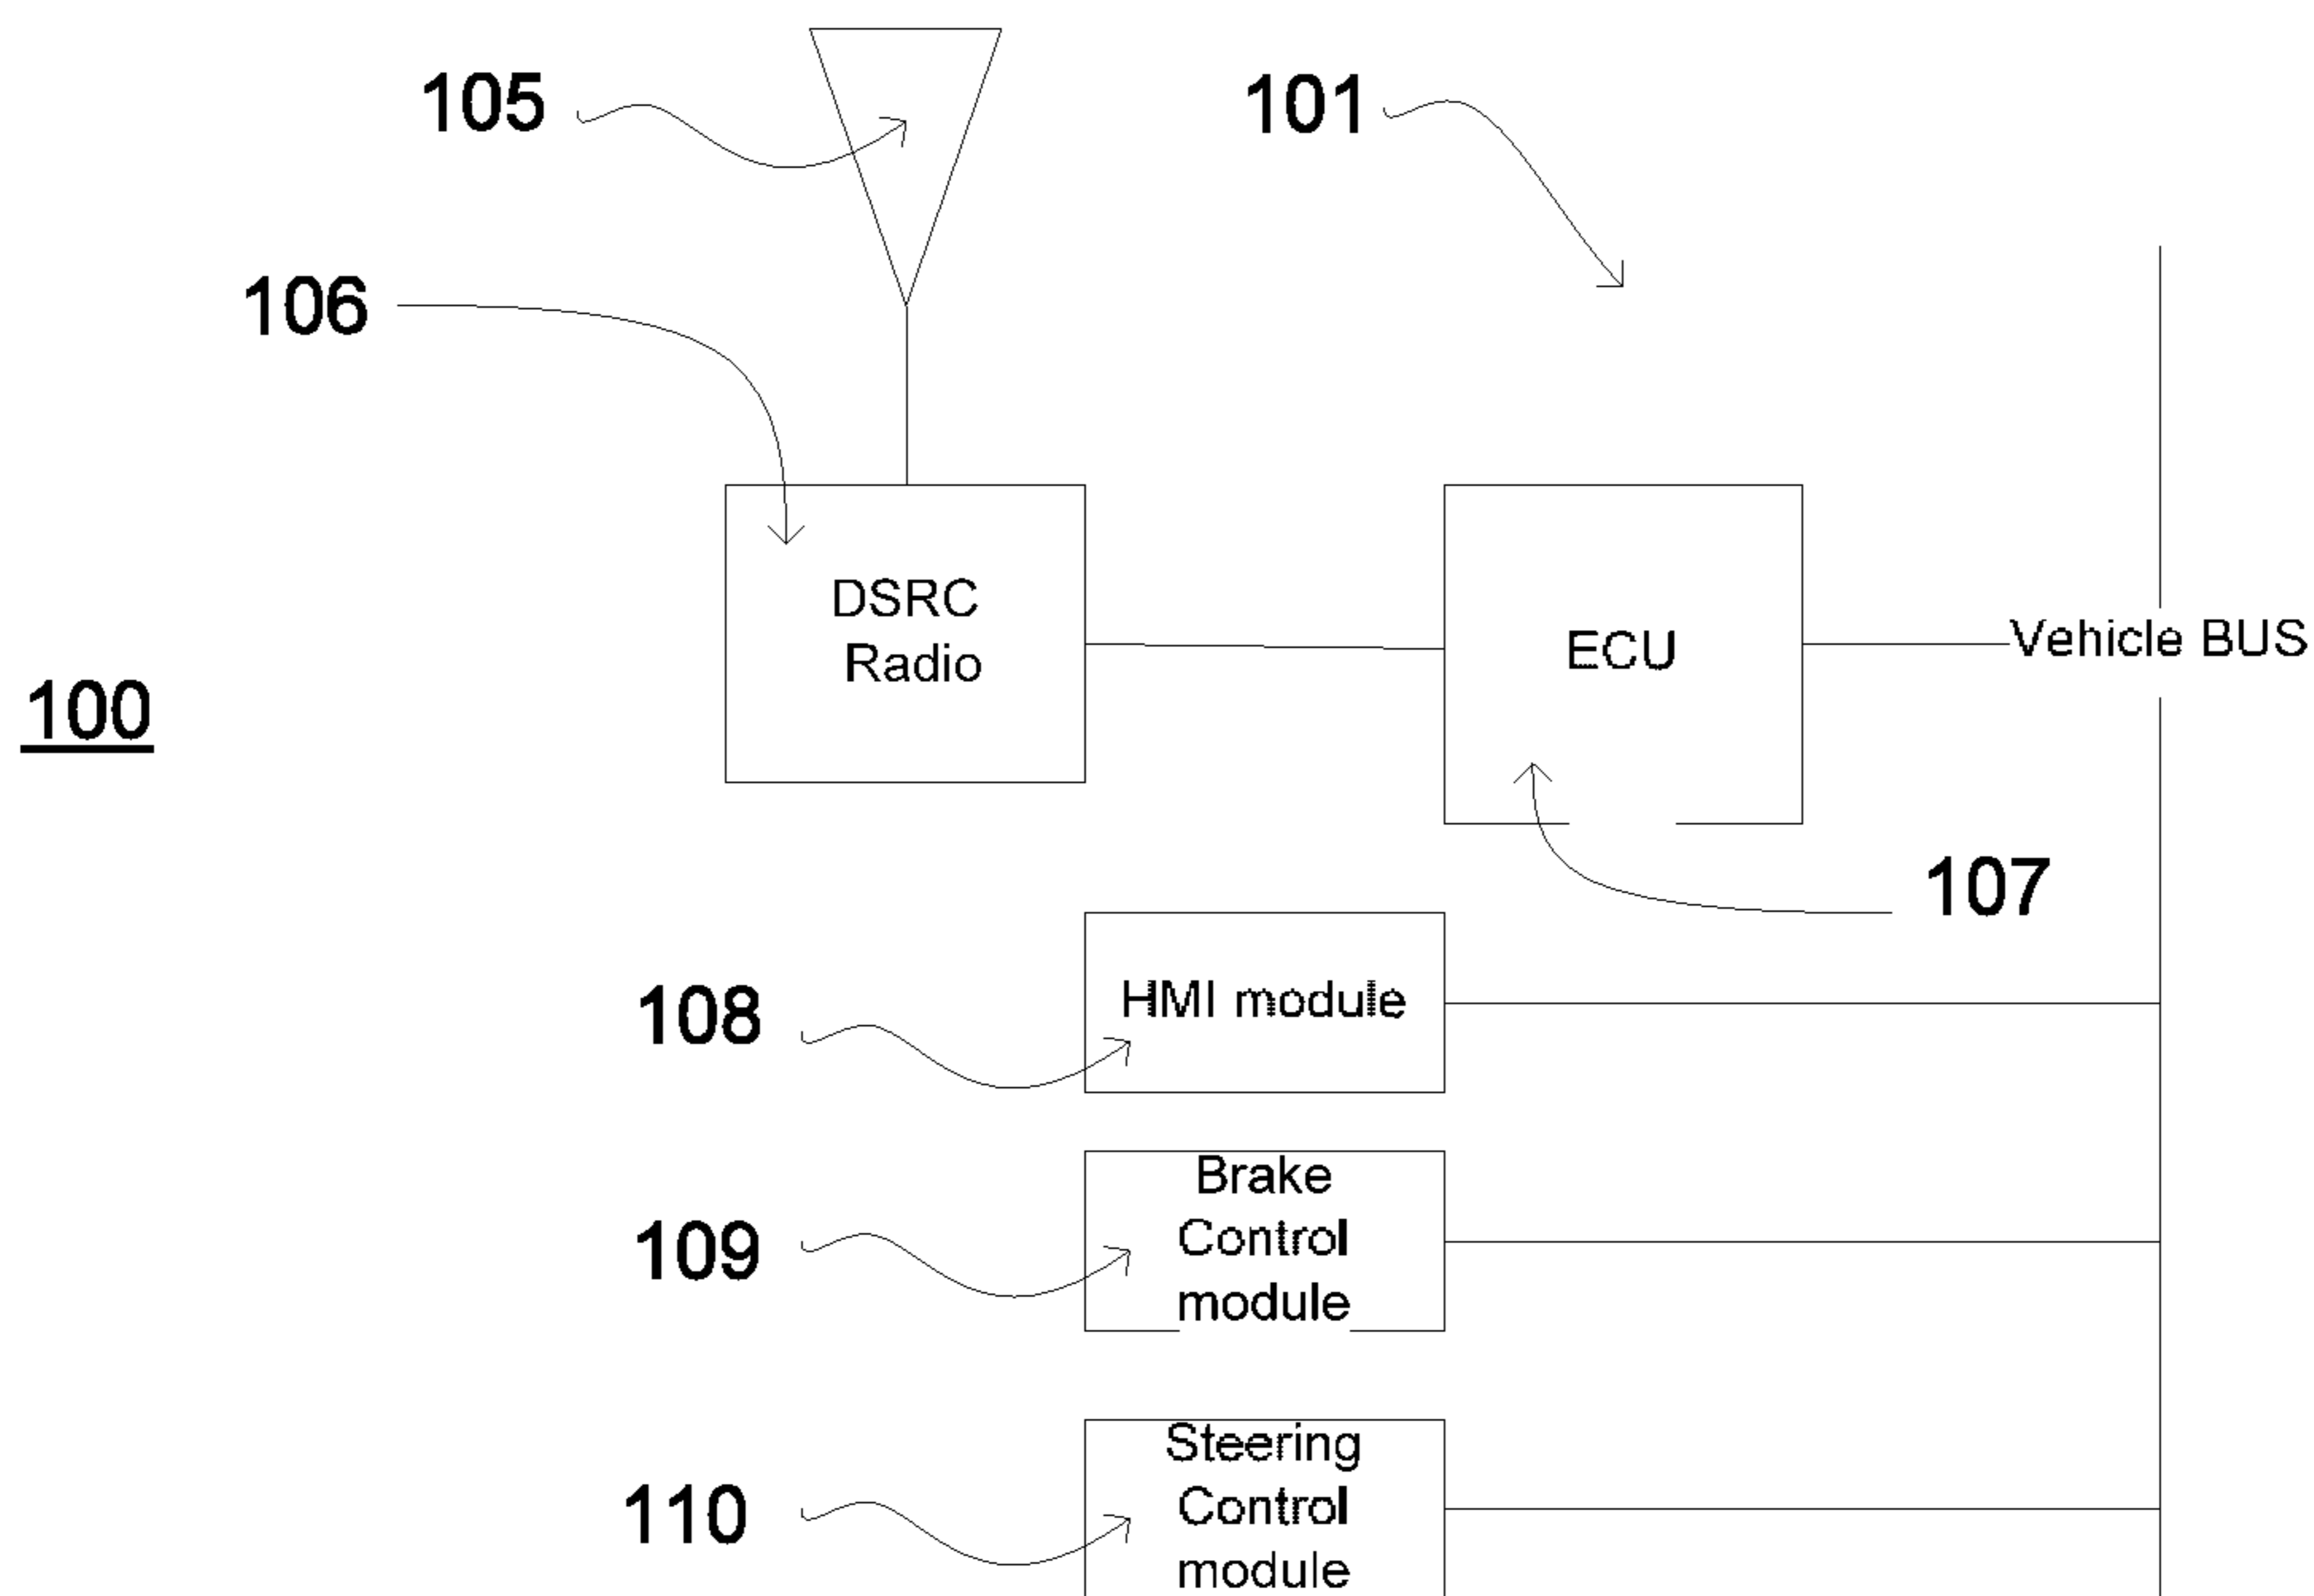 105
101
106
DSRC
Radio
ECU
Vehicle BUS
100
107
HMI module
108
Brake
Control
module
109
Steering
Control
module
110